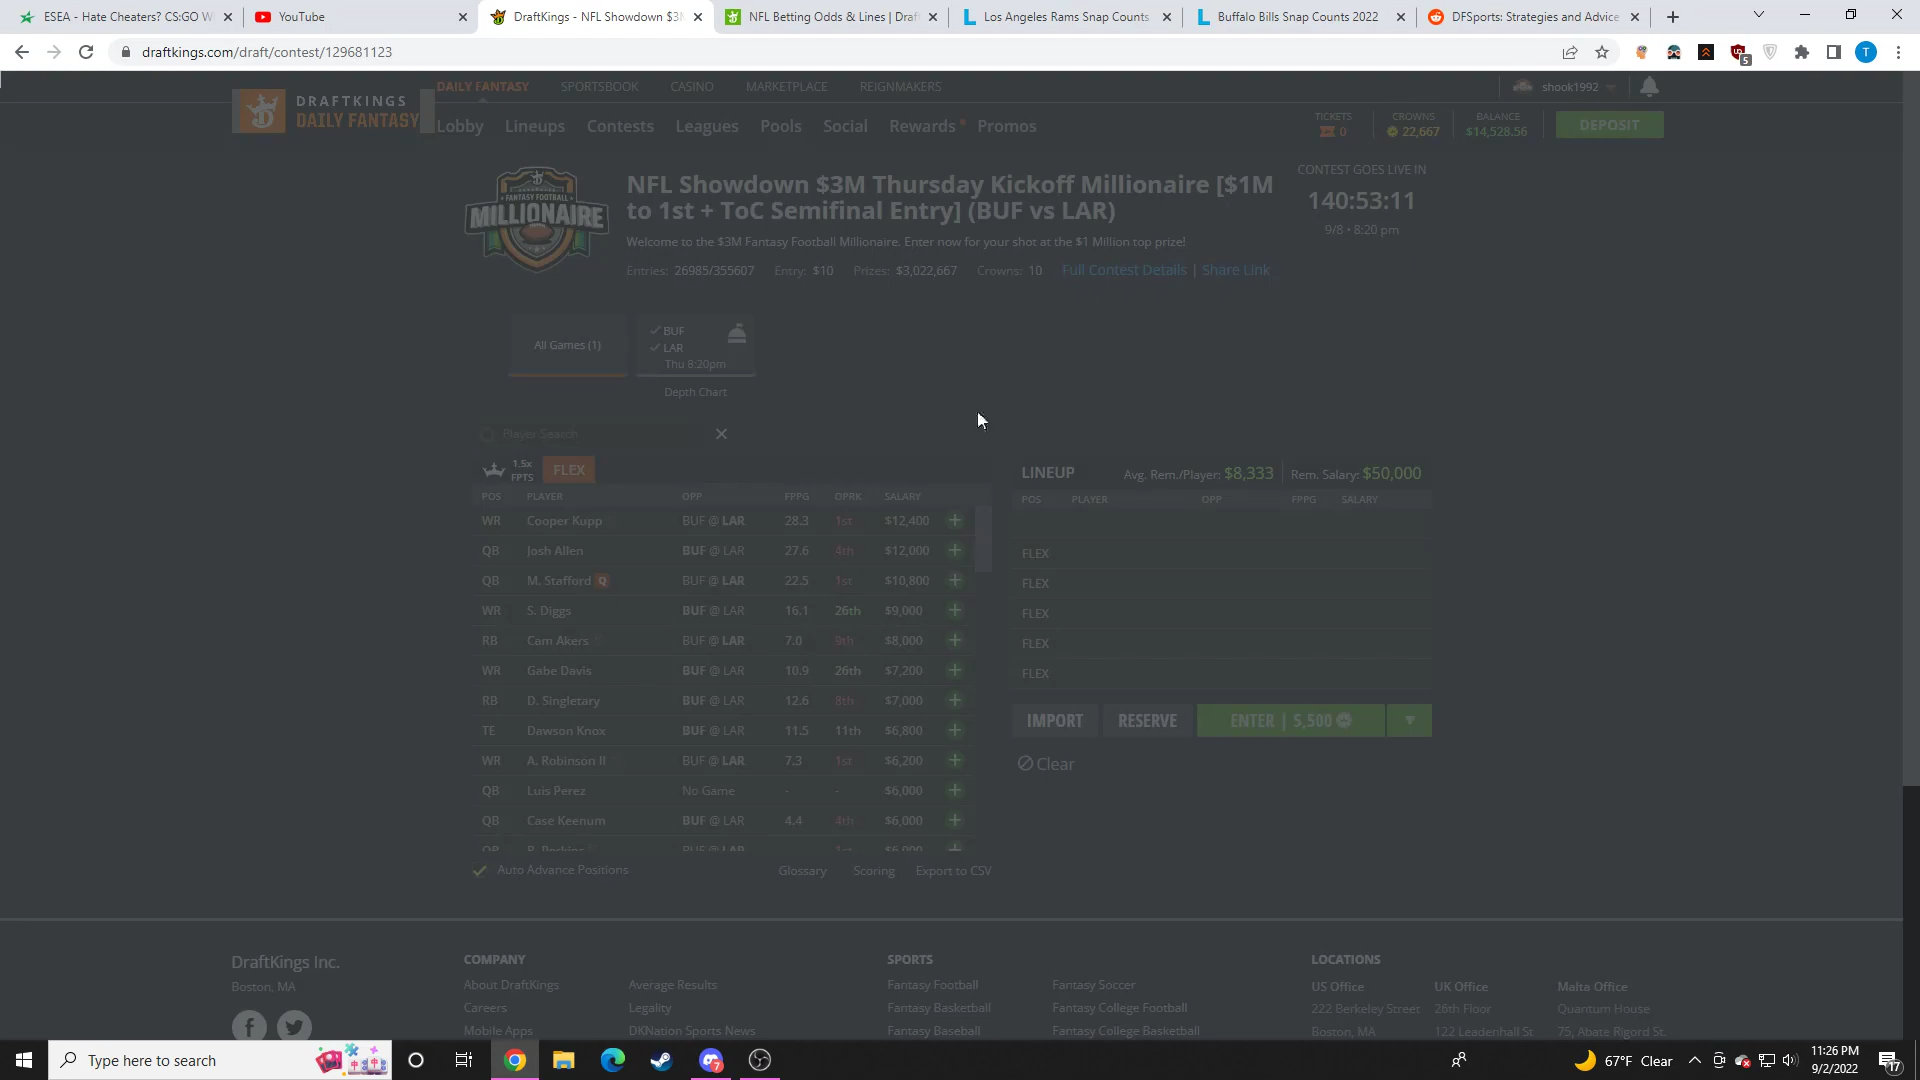 ESEA - Hate Cheaters? CS:GO W
YouTube
DraftKings - NFL Showdown $3
NFL Betting Odds & Lines | Draf
Los Angeles Rams Snap Counts
Buffalo Bills Snap Counts 2022
DFSports: Strategies and Advice
draftkings.com/draft/contest/129681123
5
T
DAILY FANTASY
SPORTSBOOK
CASINO
MARKETPLACE
REIGNMAKERS
shook1992
DRAFTKINGS
DAILY FANTASY
Lobby
Lineups
Contests
Leagues
Pools
Social
Rewards
Promos
TICKETS
0
CROWNS
22,667
BALANCE
$14,528.56
DEPOSIT
FANTASY FOOTBALL
MILLIONAIRE
NFL Showdown $3M Thursday Kickoff Millionaire [$1M
to 1st + ToC Semifinal Entry] (BUF vs LAR)
Welcome to the $3M Fantasy Football Millionaire. Enter now for your shot at the $1 Million top prize!
Entries: 26985/355607 Entry: $10 Prizes: $3,022,667 Crowns: 10 Full Contest Details | Share Link
CONTEST GOES LIVE IN
140:53:11
9/8 • 8:20 pm
All Games (1)
BUF
LAR
Thu 8:20pm
Depth Chart
Player Search
1.5x
FPTS
FLEX
POS PLAYER OPP FPPG OPRK SALARY
WR Cooper Kupp BUF @ LAR 28.3 1st $12,400
QB Josh Allen BUF @ LAR 27.6 4th $12,000
QB M. Stafford Q BUF @ LAR 22.5 1st $10,800
WR S. Diggs BUF @ LAR 16.1 26th $9,000
RB Cam Akers BUF @ LAR 7.0 9th $8,000
WR Gabe Davis BUF @ LAR 10.9 26th $7,200
RB D. Singletary BUF @ LAR 12.6 8th $7,000
TE Dawson Knox BUF @ LAR 11.5 11th $6,800
WR A. Robinson II BUF @ LAR 7.3 1st $6,200
QB Luis Perez No Game - - $6,000
QB Case Keenum BUF @ LAR 4.4 4th $6,000
QB B. Perkins BUF @ LAR 1st $6,000
Auto Advance Positions
Glossary
Scoring
Export to CSV
LINEUP
Avg. Rem./Player: $8,333
Rem. Salary: $50,000
POS PLAYER OPP FPPG SALARY
FLEX
FLEX
FLEX
FLEX
FLEX
IMPORT
RESERVE
ENTER | 5,500
Clear
DraftKings Inc.
Boston, MA
COMPANY
About DraftKings
Average Results
Careers
Legality
Mobile Apps
DKNation Sports News
SPORTS
Fantasy Football
Fantasy Soccer
Fantasy Basketball
Fantasy College Football
Fantasy Baseball
Fantasy College Basketball
LOCATIONS
US Office
UK Office
Malta Office
222 Berkeley Street
26th Floor
Quantum House
Boston, MA
122 Leadenhall St
75, Abate Rigord St.
Type here to search
7
67°F Clear
11:26 PM
9/2/2022
17